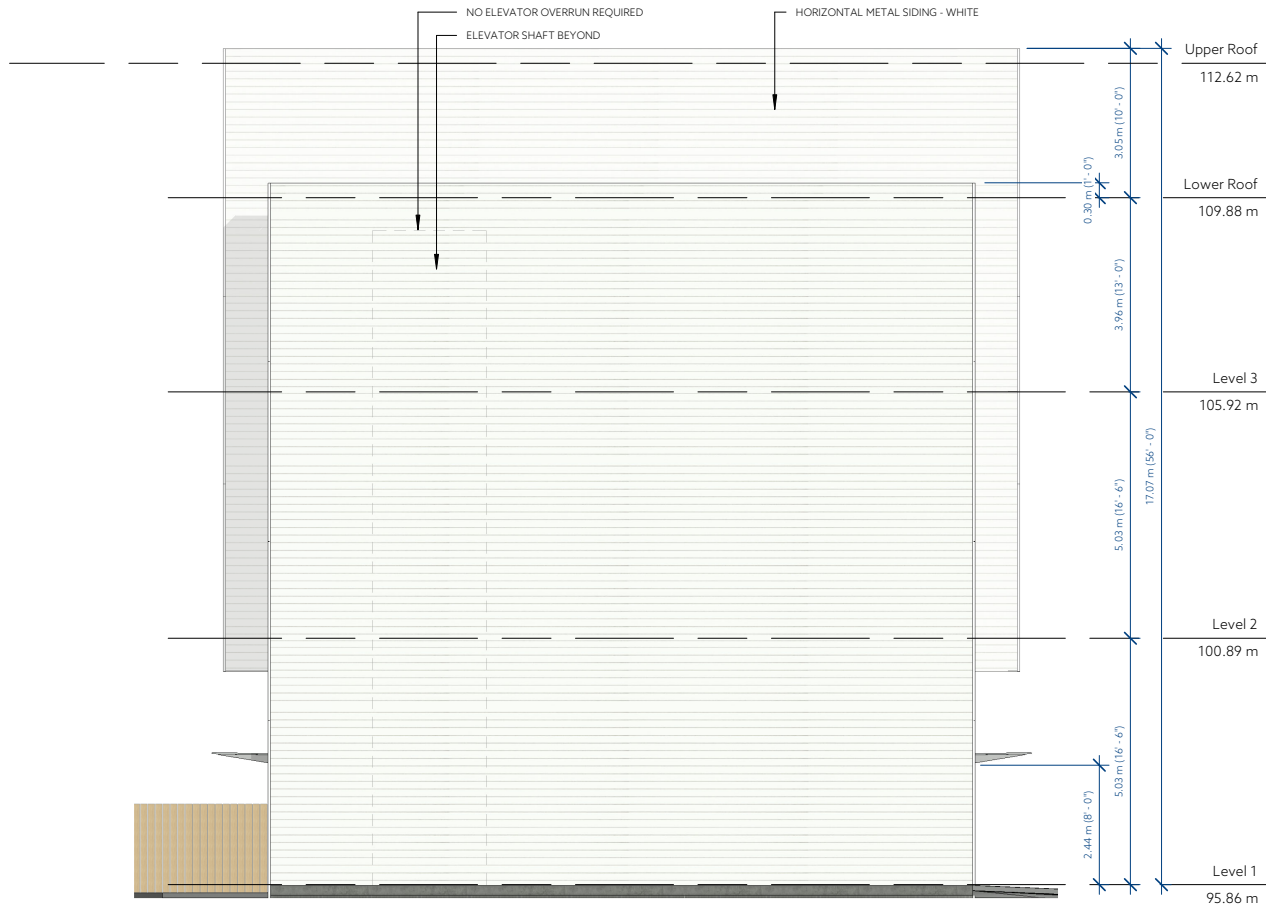 NO ELEVATOR OVERRUN REQUIRED
HORIZONTAL METAL SIDING - WHITE
ELEVATOR SHAFT BEYOND
Upper Roof
112.62 m
3.05 m (10' - 0")
0.30 m (1' - 0")
Lower Roof
109.88 m
3.96 m (13' - 0")
Level 3
105.92 m
17.07 m (56' - 0")
5.03 m (16' - 6")
Level 2
100.89 m
5.03 m (16' - 6")
2.44 m (8' - 0")
Level 1
95.86 m